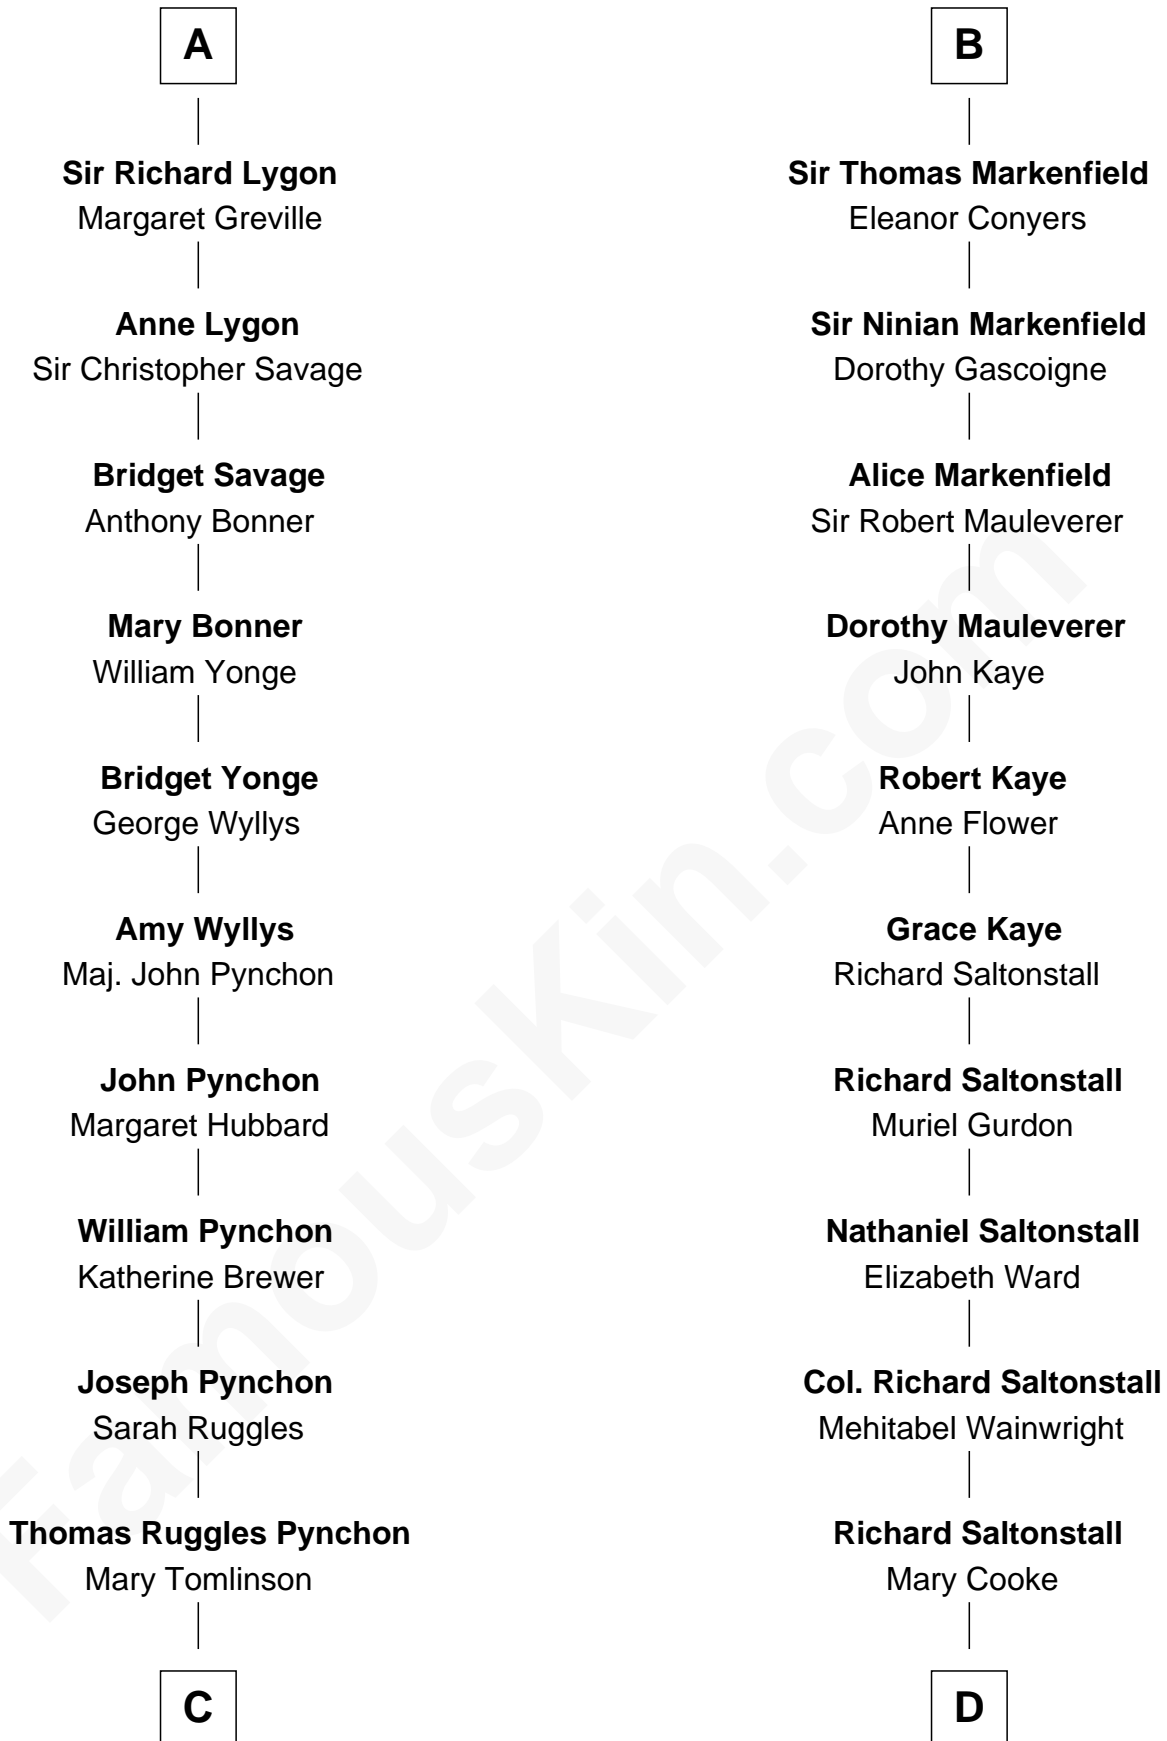 A
Sir Richard Lygon
Margaret Greville
Anne Lygon
Sir Christopher Savage
Bridget Savage
Anthony Bonner
Mary Bonner
William Yonge
Bridget Yonge
George Wyllys
Amy Wyllys
Maj. John Pynchon
John Pynchon
Margaret Hubbard
William Pynchon
Katherine Brewer
Joseph Pynchon
Sarah Ruggles
Thomas Ruggles Pynchon
Mary Tomlinson
C
B
Sir Thomas Markenfield
Eleanor Conyers
Sir Ninian Markenfield
Dorothy Gascoigne
Alice Markenfield
Sir Robert Mauleverer
Dorothy Mauleverer
John Kaye
Robert Kaye
Anne Flower
Grace Kaye
Richard Saltonstall
Richard Saltonstall
Muriel Gurdon
Nathaniel Saltonstall
Elizabeth Ward
Col. Richard Saltonstall
Mehitabel Wainwright
Richard Saltonstall
Mary Cooke
D
FamousKin.com